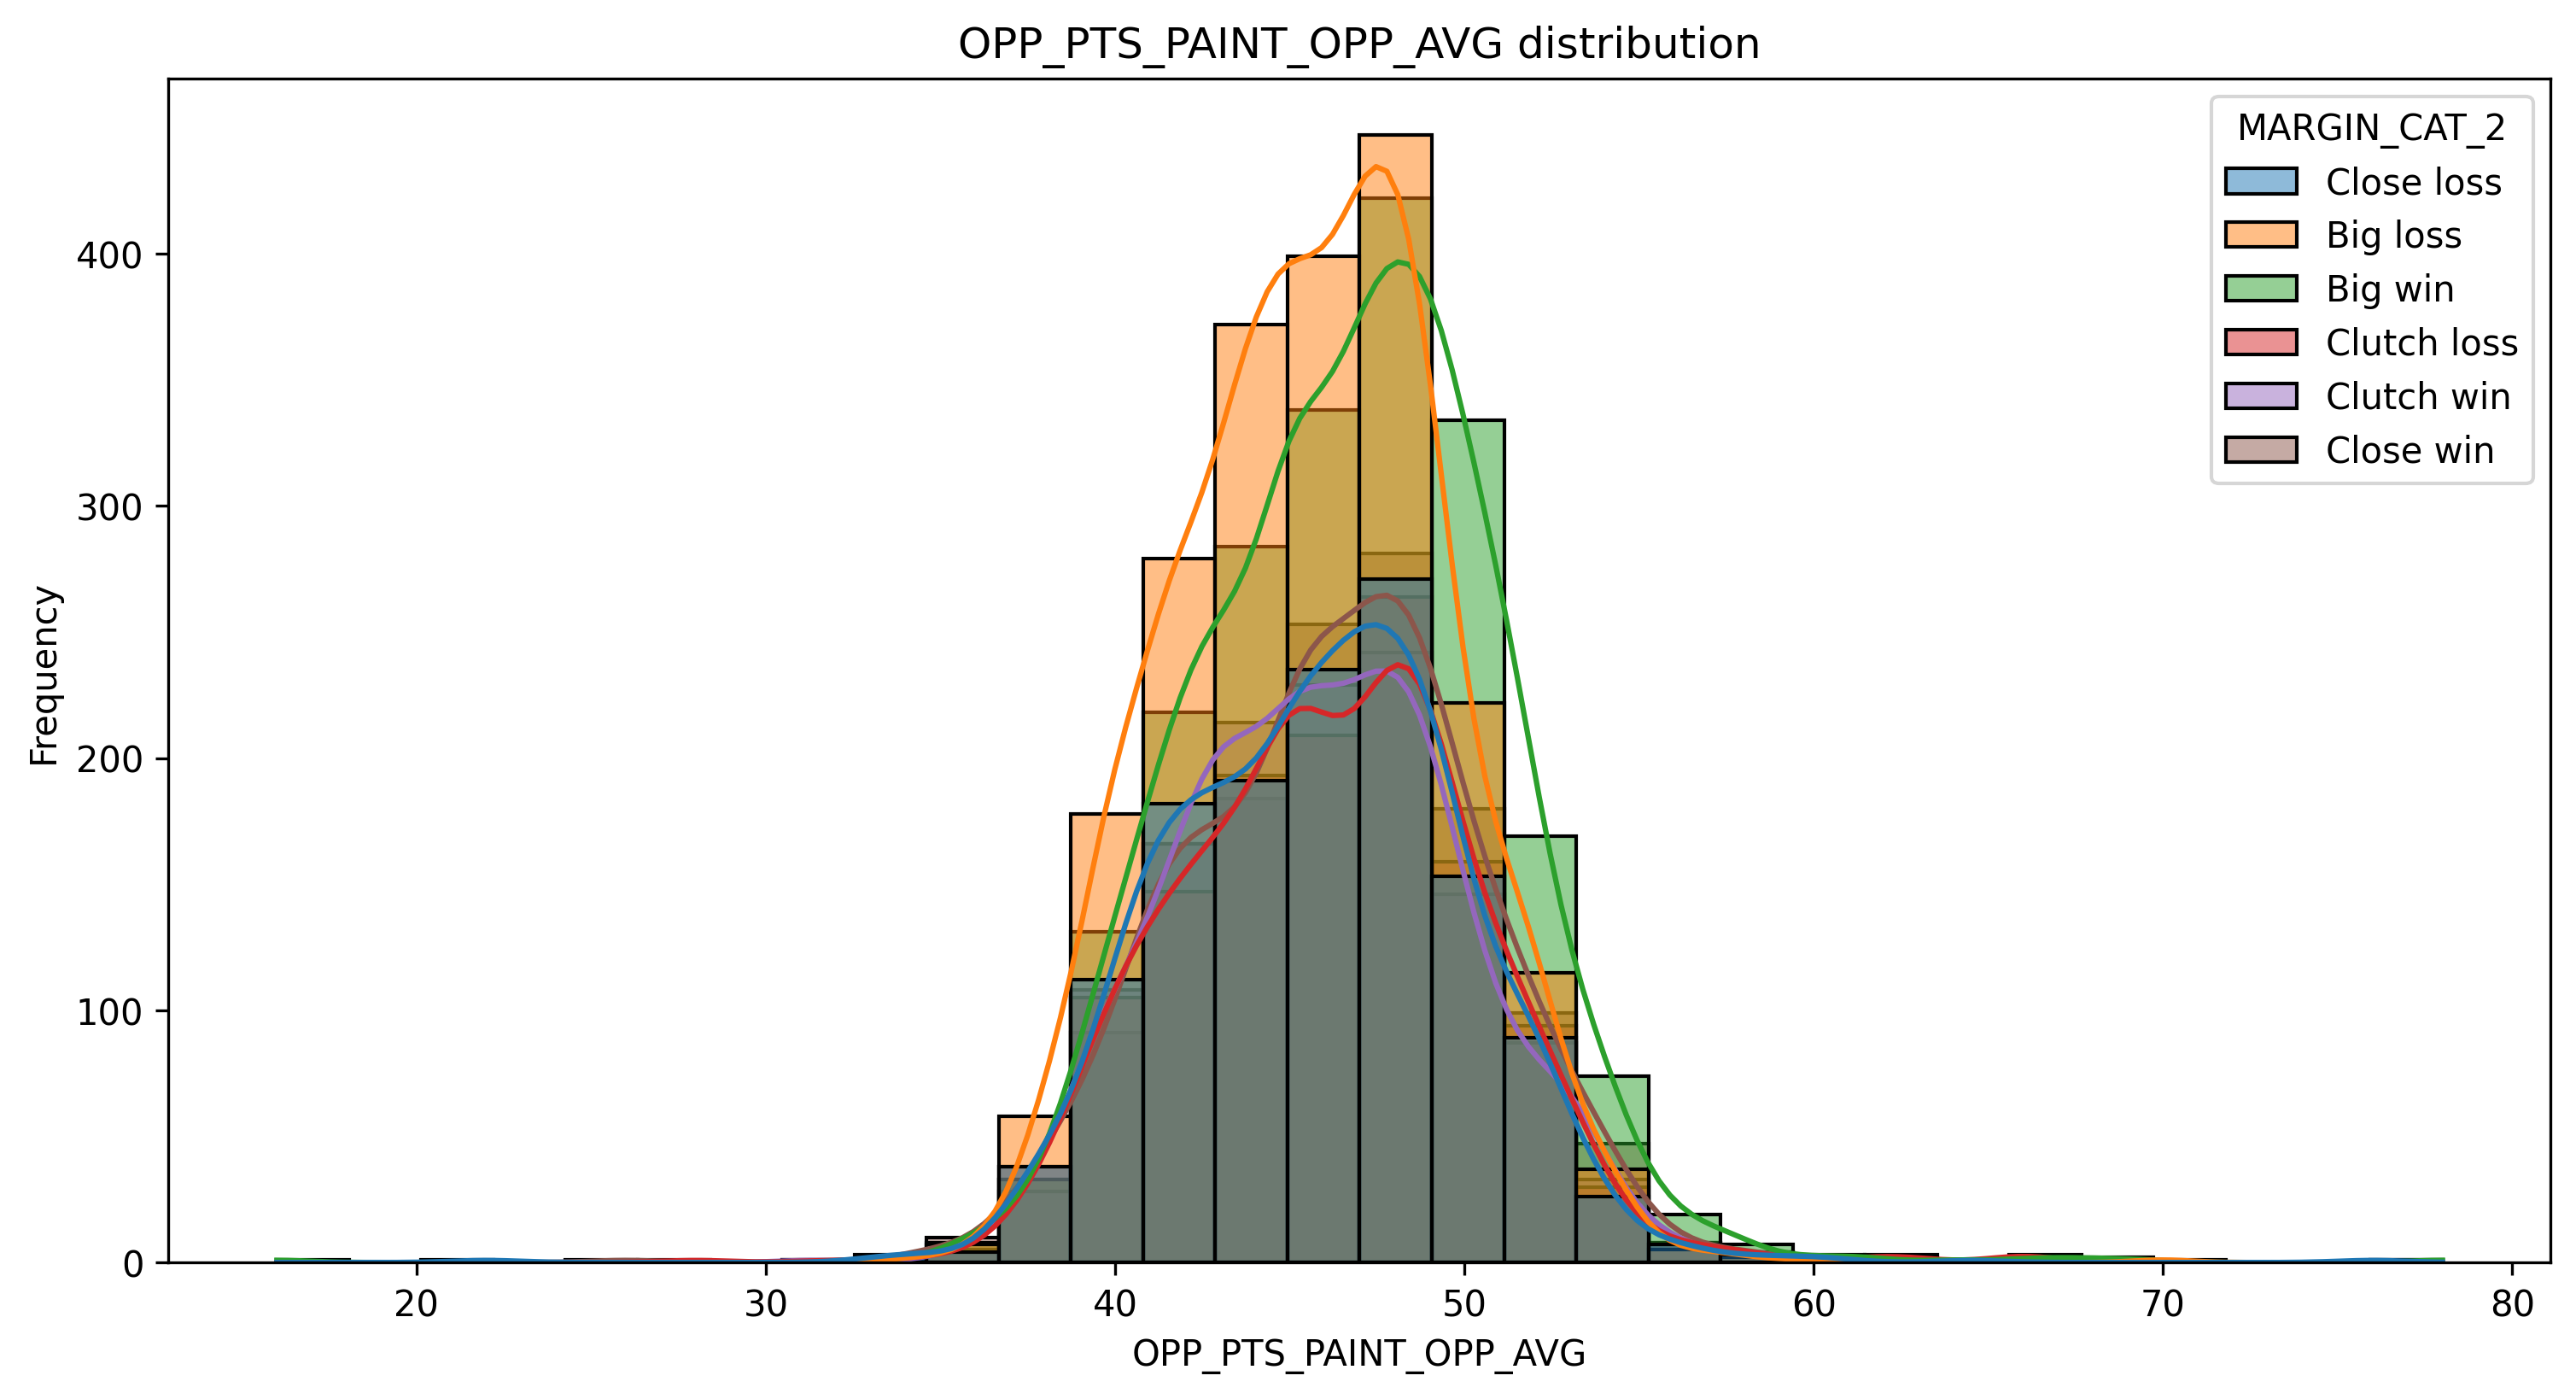 OPP_PTS_PAINT_OPP_AVG distribution
MARGIN_CAT_2
Close loss
Big loss
Big win
Clutch loss
Clutch win
Close win
Frequency
400
300
200
100
0
20 30 40 50 60 70 80
OPP_PTS_PAINT_OPP_AVG